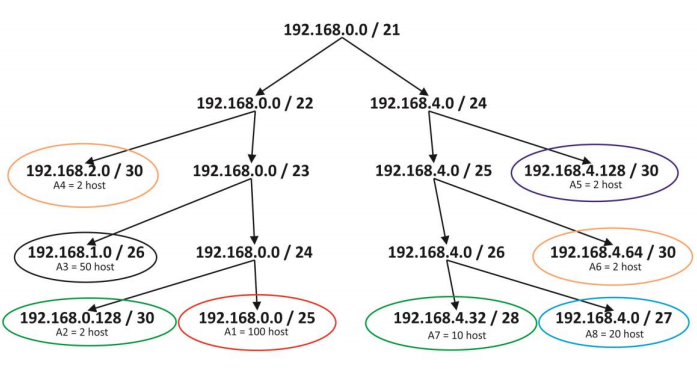 192.168.0.0 / 21
192.168.0.0 / 22
192.168.4.0 / 24
192.168.2.0 / 30
A4 = 2 host
192.168.0.0 / 23
192.168.4.0 / 25
192.168.4.128 / 30
A5 = 2 host
192.168.1.0 / 26
A3 = 50 host
192.168.0.0 / 24
192.168.4.0 / 26
192.168.4.64 / 30
A6 = 2 host
192.168.0.128 / 30
A2 = 2 host
192.168.0.0 / 25
A1 = 100 host
192.168.4.32 / 28
A7 = 10 host
192.168.4.0 / 27
A8 = 20 host